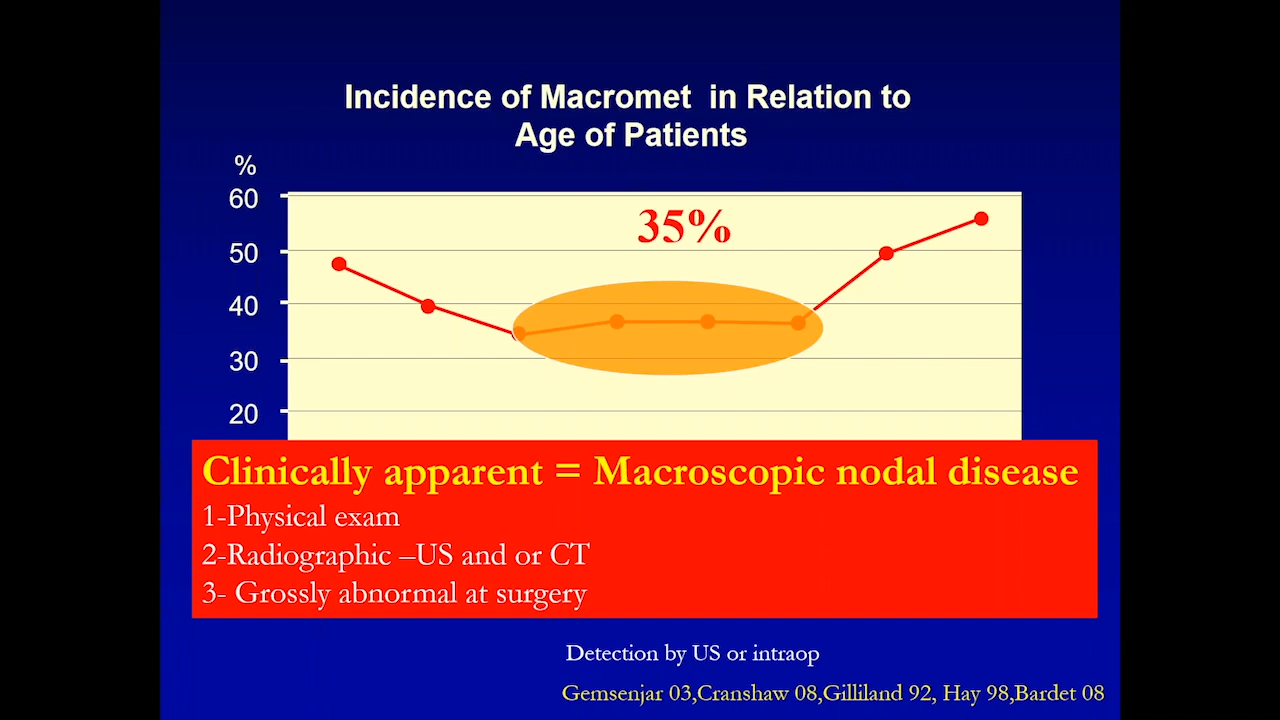 Incidence of Macromet in Relation to
Age of Patients
%
60
50
40
30
20
35%
Clinically apparent = Macroscopic nodal disease
1-Physical exam
2-Radiographic –US and or CT
3- Grossly abnormal at surgery
Detection by US or intraop
Gemsenjar 03,Cranshaw 08,Gilliland 92, Hay 98,Bardet 08